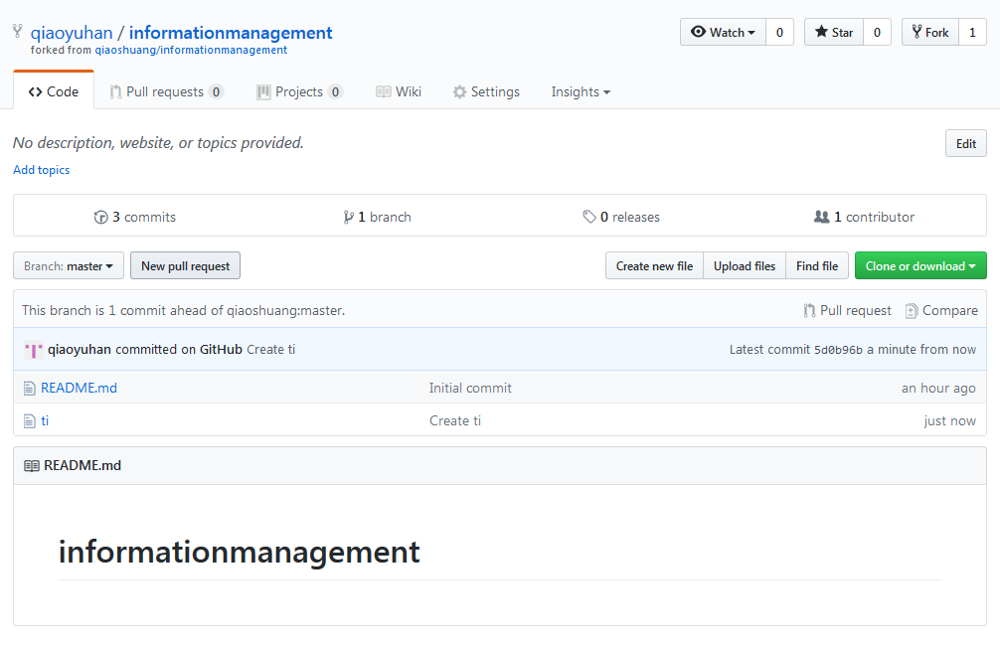 qiaoyuhan / informationmanagement
Watch 0 Star 0 Fork 1
forked from qiaoshuang/informationmanagement
Code Pull requests 0 Projects 0 Wiki Settings Insights
No description, website, or topics provided.
Edit
Add topics
3 commits 1 branch 0 releases 1 contributor
Branch: master New pull request Create new file Upload files Find file Clone or download
This branch is 1 commit ahead of qiaoshuang:master. Pull request Compare
qiaoyuhan committed on GitHub Create ti Latest commit 5d0b96b a minute from now
README.md Initial commit an hour ago
ti Create ti just now
README.md
informationmanagement